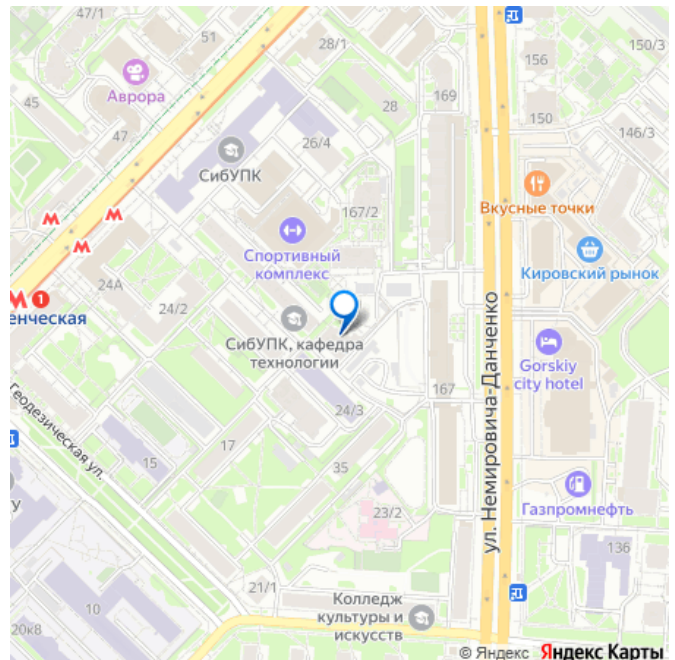 47/1
51
28/1
156
150/3
Аврора
45
47
28
169
150
26/4
146/3
СибУПК
167/2
Вкусные точки
М
М
М
Спортивный
комплекс
Кировский рынок
24А
24/2
М 1
енческая
СибУПК, кафедра
технологии
ул. Немировича-Данченко
Gorskiy
city hotel
167
Геодезическая ул.
24/3
17
15
35
У
23/2
Газпромнефть
136
21/1
10
Колледж
культуры и
искусств
20к8
© Яндекс Яндекс Карты